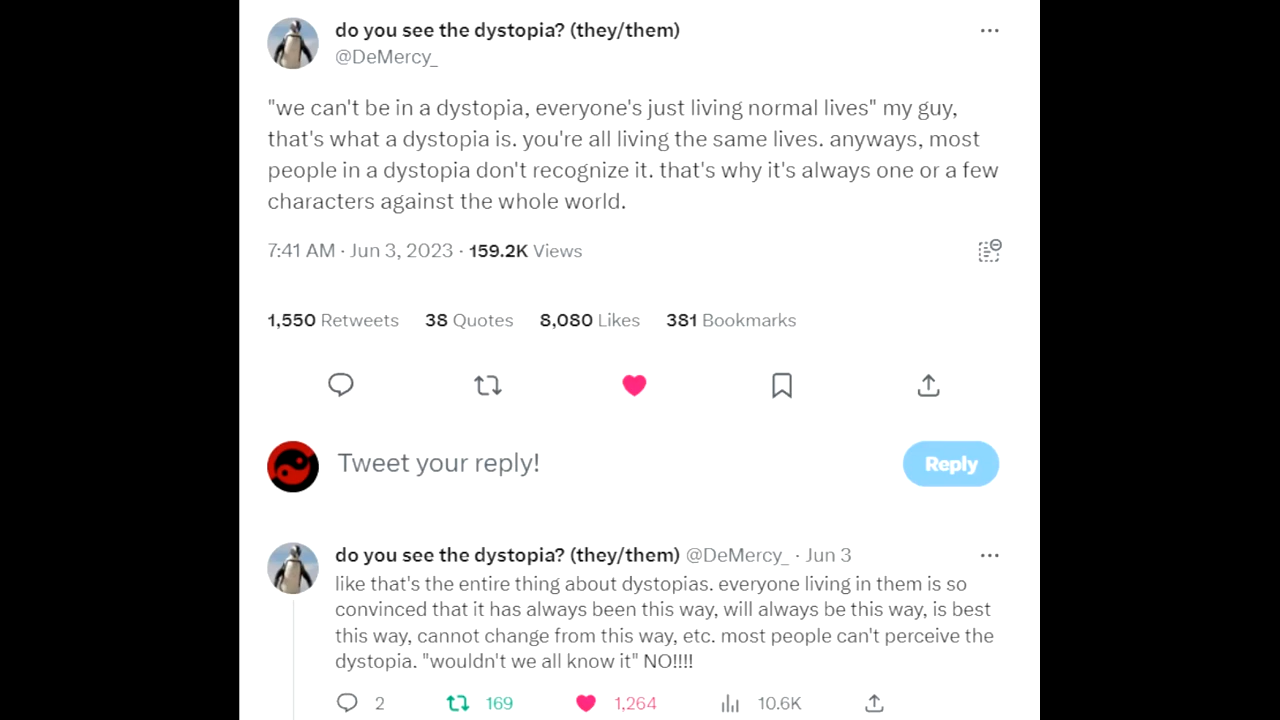 do you see the dystopia? (they/them)
@DeMercy_
"we can't be in a dystopia, everyone's just living normal lives" my guy,
that's what a dystopia is. you're all living the same lives. anyways, most
people in a dystopia don't recognize it. that's why it's always one or a few
characters against the whole world.
7:41 AM · Jun 3, 2023 · 159.2K Views
1,550 Retweets 38 Quotes 8,080 Likes 381 Bookmarks
Tweet your reply!
Reply
do you see the dystopia? (they/them) @DeMercy_ · Jun 3
like that's the entire thing about dystopias. everyone living in them is so
convinced that it has always been this way, will always be this way, is best
this way, cannot change from this way, etc. most people can't perceive the
dystopia. "wouldn't we all know it" NO!!!!
2 169 1,264 10.6K